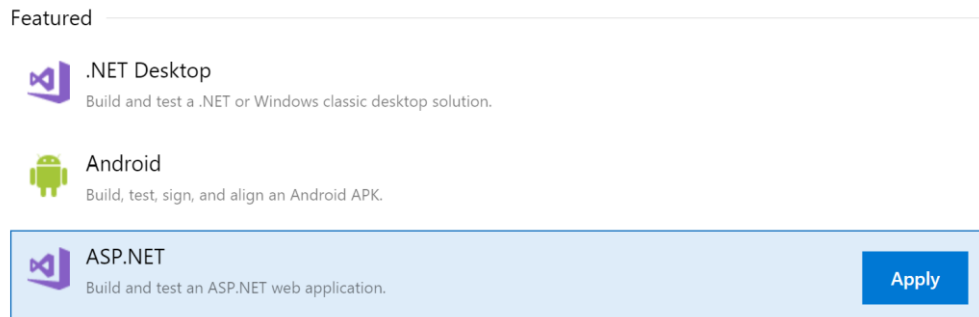 Featured
.NET Desktop
Build and test a .NET or Windows classic desktop solution.
Android
Build, test, sign, and align an Android APK.
ASP.NET
Build and test an ASP.NET web application.
Apply